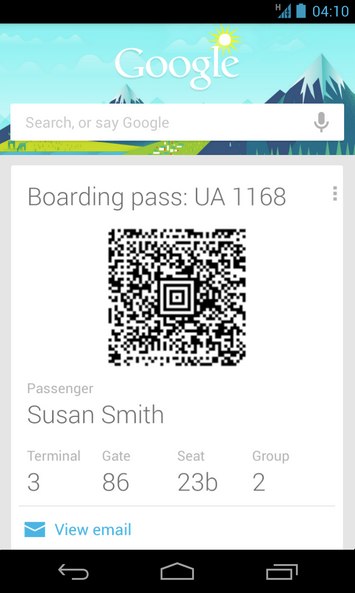 H 04:10
Google
Search, or say Google
Boarding pass: UA 1168
Passenger
Susan Smith
Terminal Gate Seat Group
3 86 23b 2
View email